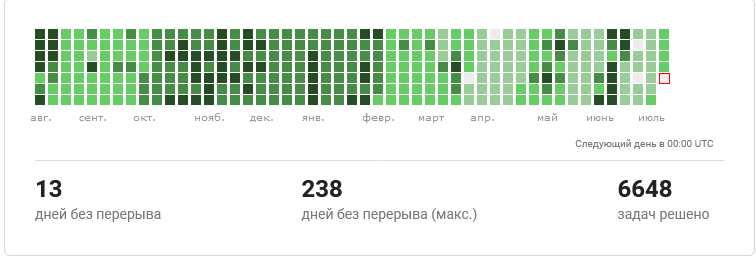 авг. сент. окт. нояб. дек. янв. февр. март апр. май июнь июль
Следующий день в 00:00 UTC
13 238 6648
дней без перерыва дней без перерыва (макс.) задач решено